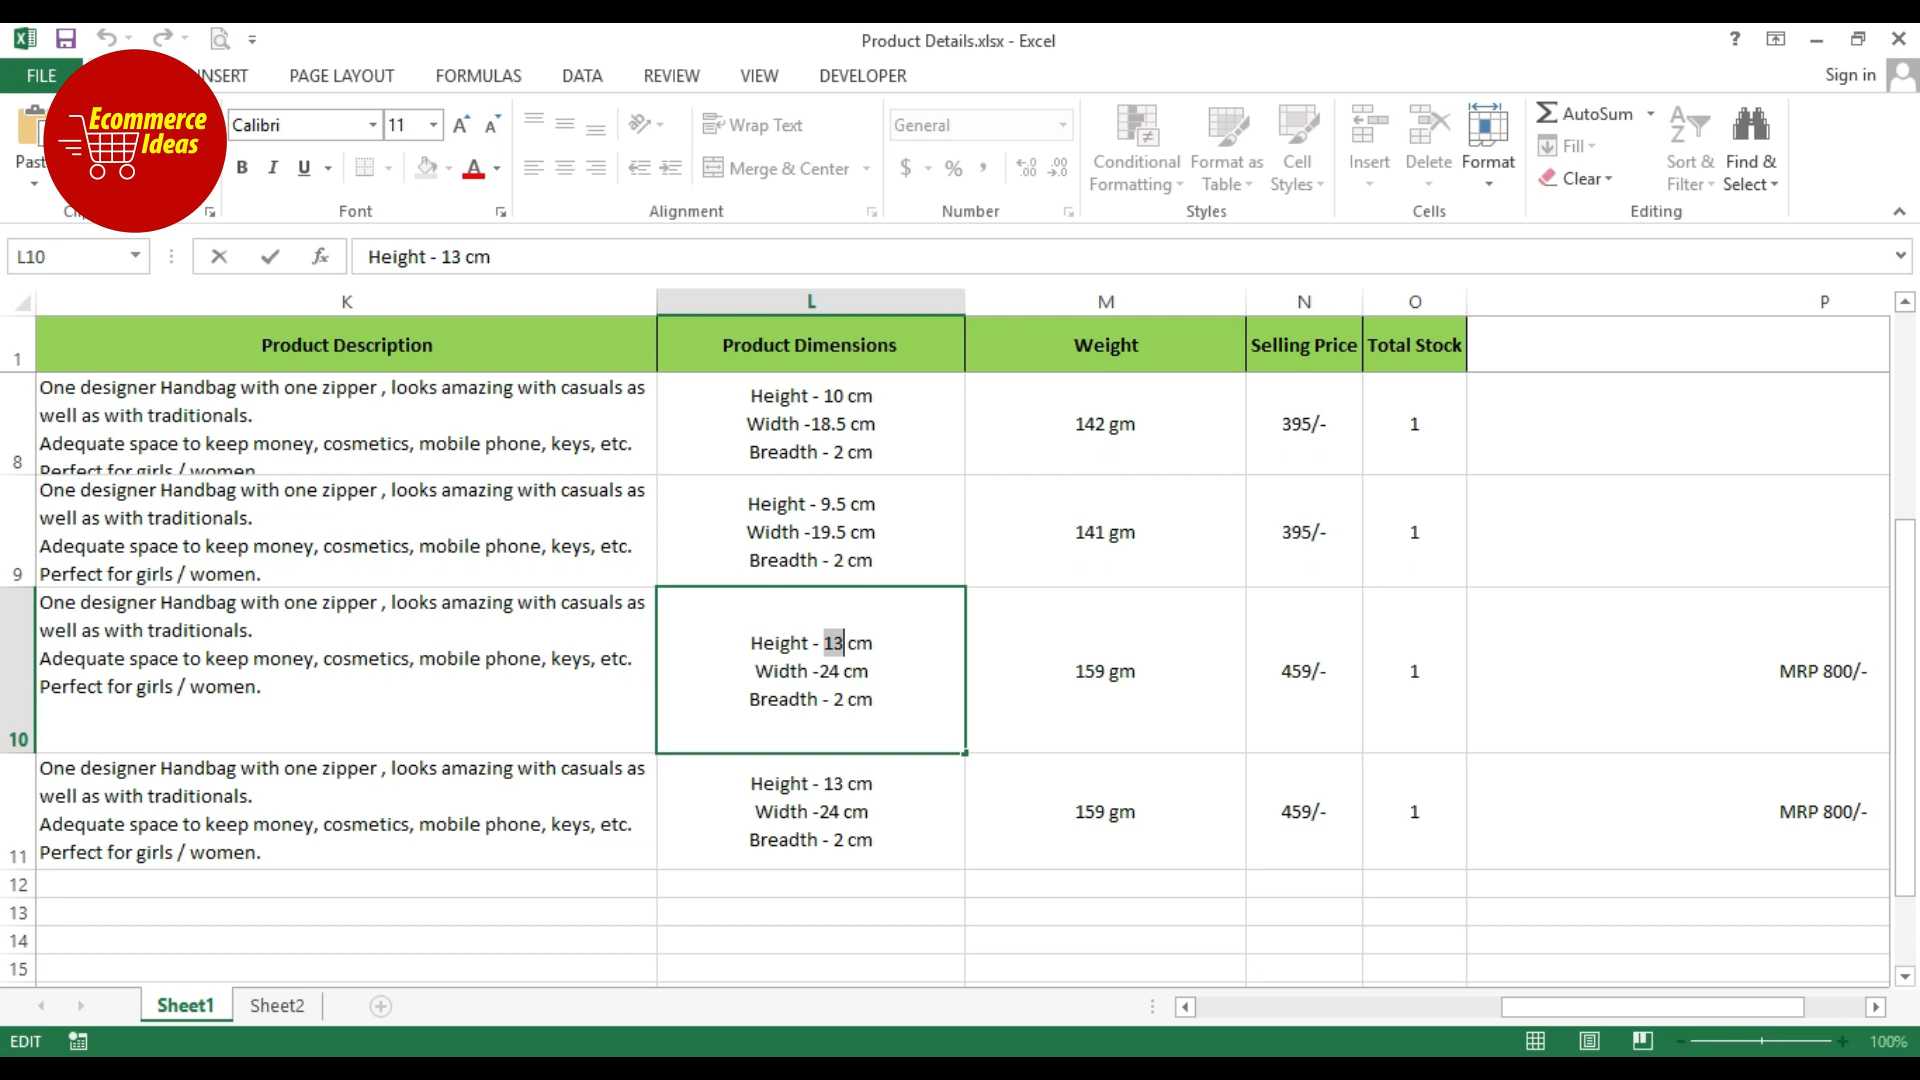 Product Details.xlsx - Excel
?
FILE
INSERT
PAGE LAYOUT
FORMULAS
DATA
REVIEW
VIEW
DEVELOPER
Sign in
Ecommerce
Ideas
Calibri
11
Wrap Text
Merge & Center
General
Conditional
Formatting
Format as
Table
Cell
Styles
Insert
Delete
Format
AutoSum
Fill
Clear
Sort &
Filter
Find &
Select
Font
Alignment
Number
Styles
Cells
Editing
L10
Height - 13 cm
K L M N O P
1 Product Description Product Dimensions Weight Selling Price Total Stock
One designer Handbag with one zipper , looks amazing with casuals as
well as with traditionals.
Adequate space to keep money, cosmetics, mobile phone, keys, etc.
Perfect for girls / women.
8
Height - 10 cm
Width -18.5 cm
Breadth - 2 cm
142 gm
395/-
1
One designer Handbag with one zipper , looks amazing with casuals as
well as with traditionals.
Adequate space to keep money, cosmetics, mobile phone, keys, etc.
9 Perfect for girls / women.
Height - 9.5 cm
Width -19.5 cm
Breadth - 2 cm
141 gm
395/-
1
One designer Handbag with one zipper , looks amazing with casuals as
well as with traditionals.
Adequate space to keep money, cosmetics, mobile phone, keys, etc.
Perfect for girls / women.
10
Height - 13 cm
Width -24 cm
Breadth - 2 cm
159 gm
459/-
1
MRP 800/-
One designer Handbag with one zipper , looks amazing with casuals as
well as with traditionals.
Adequate space to keep money, cosmetics, mobile phone, keys, etc.
11 Perfect for girls / women.
Height - 13 cm
Width -24 cm
Breadth - 2 cm
159 gm
459/-
1
MRP 800/-
12
13
14
15
Sheet1
Sheet2
EDIT
100%